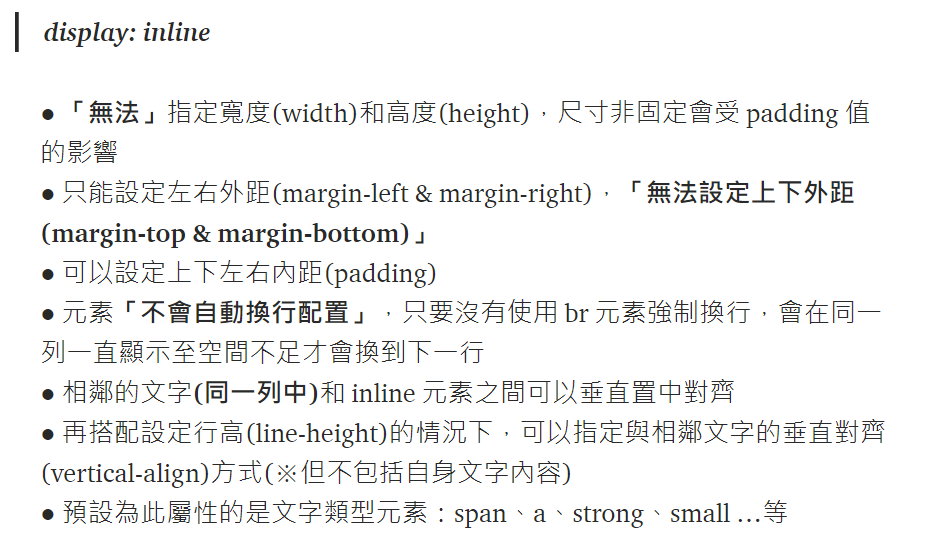 display: inline
● 「無法」指定寬度(width)和高度(height)，尺寸非固定會受 padding 值
的影響
● 只能設定左右外距(margin-left & margin-right)，「無法設定上下外距
(margin-top & margin-bottom)」
● 可以設定上下左右內距(padding)
● 元素「不會自動換行配置」，只要沒有使用 br 元素強制換行，會在同一
列一直顯示至空間不足才會換到下一行
● 相鄰的文字(同一列中)和 inline 元素之間可以垂直置中對齊
● 再搭配設定行高(line-height)的情況下，可以指定與相鄰文字的垂直對齊
(vertical-align)方式(※但不包括自身文字內容)
● 預設為此屬性的是文字類型元素：span、a、strong、small ...等